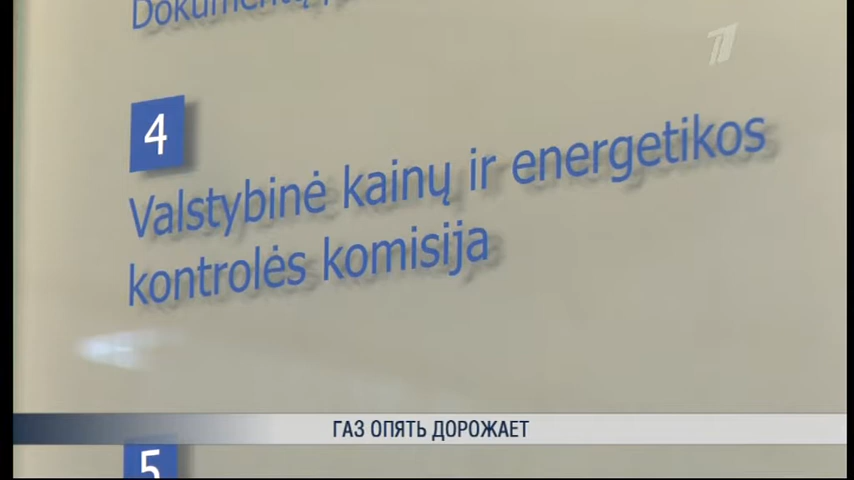 4
Valstybinė kainų ir energetikos
kontrolės komisija
ГАЗ ОПЯТЬ ДОРОЖАЕТ
5